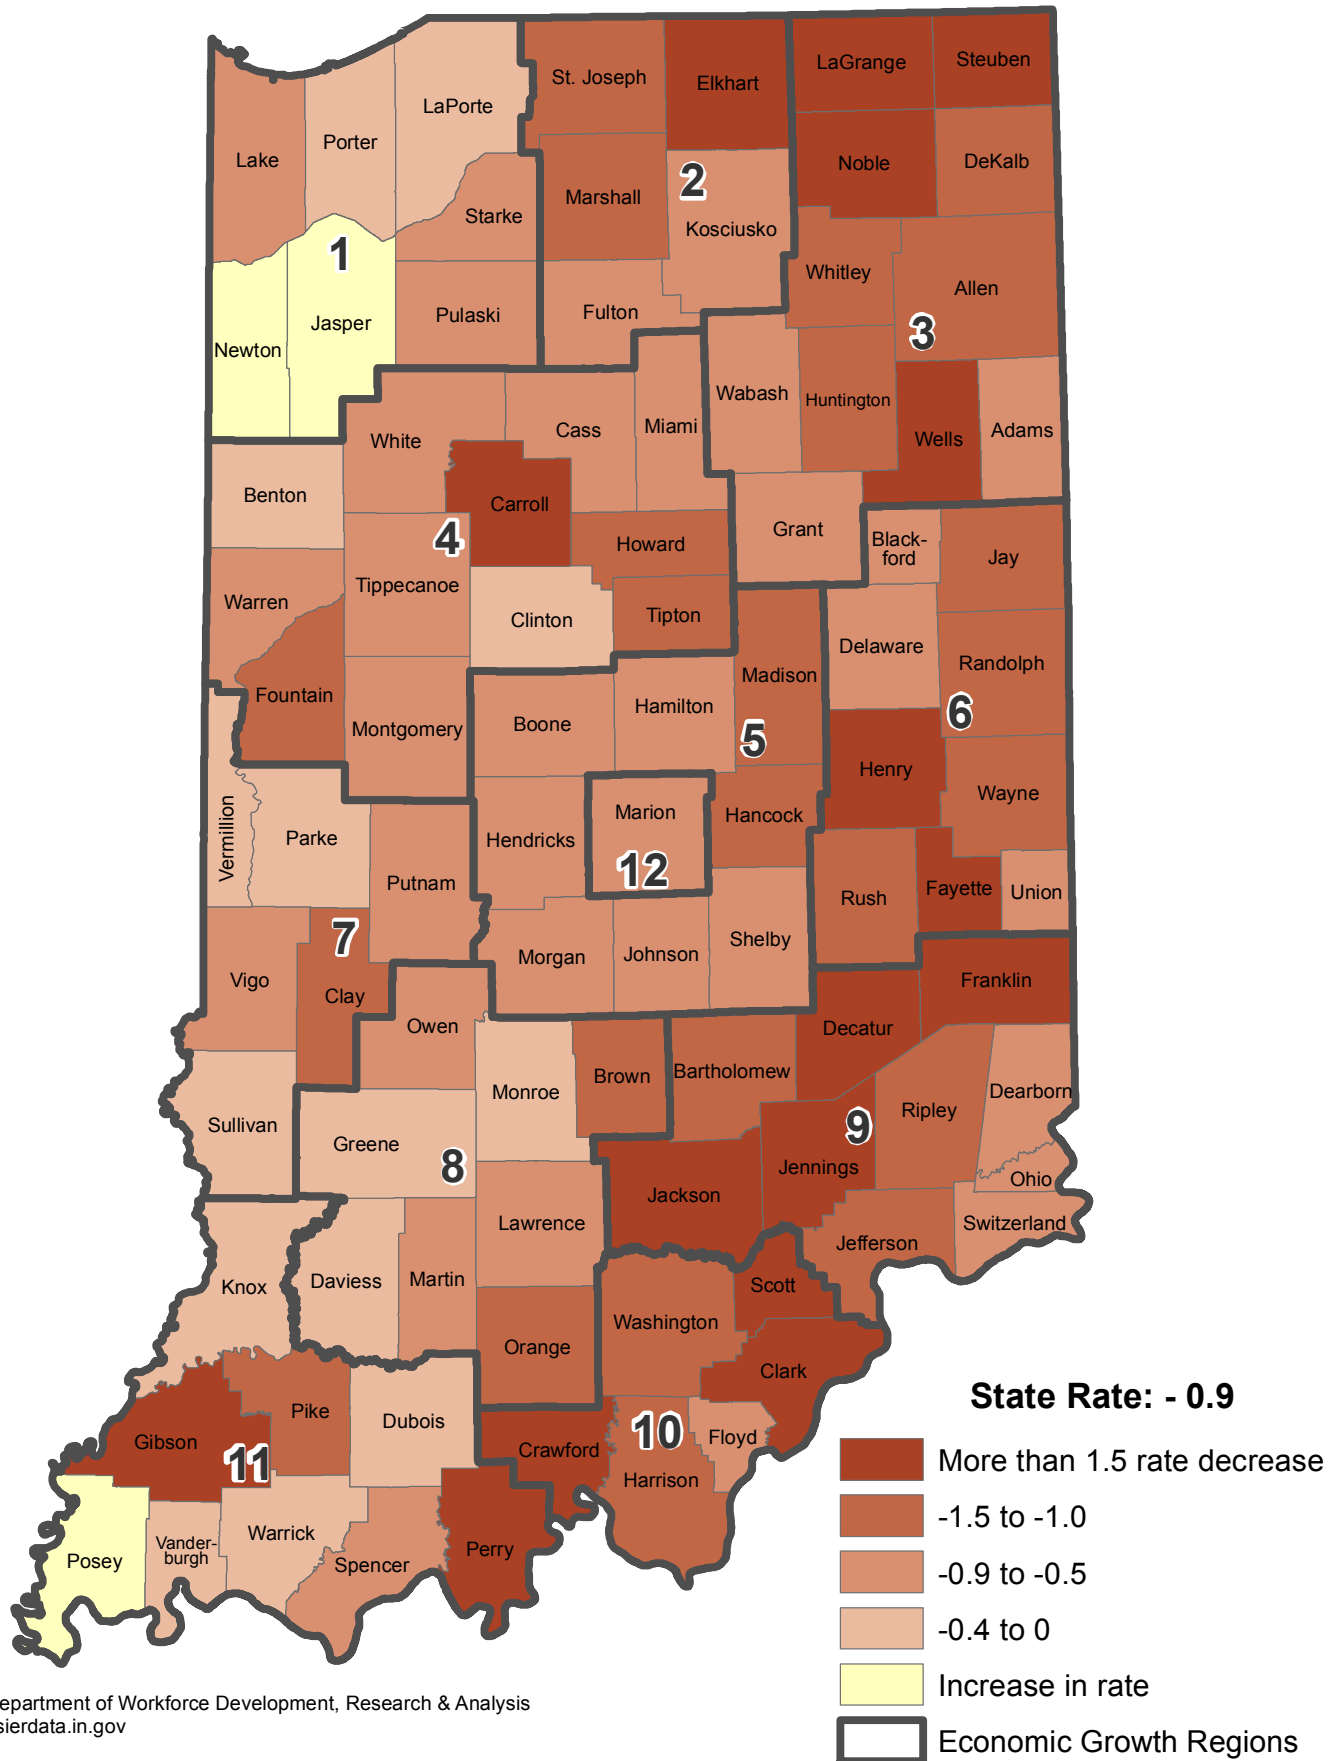 St. Joseph
Elkhart
LaGrange
Steuben
LaPorte
Porter
Lake
Noble
DeKalb
2
Marshall
Starke
Kosciusko
1
Whitley
Allen
Jasper
Pulaski
Fulton
3
Newton
Wabash
Huntington
White
Cass
Miami
Wells
Adams
Benton
Carroll
Grant
4
Howard
Black-
ford
Jay
Tippecanoe
Warren
Clinton
Tipton
Delaware
Randolph
Madison
Fountain
Hamilton
6
Boone
Montgomery
5
Henry
Wayne
Vermillion
Parke
Hendricks
Marion
Hancock
12
Putnam
Rush
Fayette
Union
7
Shelby
Morgan
Johnson
Vigo
Clay
Franklin
Owen
Decatur
Brown
Bartholomew
Monroe
Dearborn
Ripley
Sullivan
Greene
9
8
Jennings
Ohio
Jackson
Lawrence
Switzerland
Jefferson
Knox
Daviess
Martin
Scott
Washington
Orange
Clark
Pike
Dubois
Gibson
11
Crawford
10
Floyd
Harrison
Posey
Vander-
burgh
Warrick
Spencer
Perry
State Rate: - 0.9
More than 1.5 rate decrease
-1.5 to -1.0
-0.9 to -0.5
-0.4 to 0
Increase in rate
Economic Growth Regions
epartment of Workforce Development, Research & Analysis
sierdata.in.gov